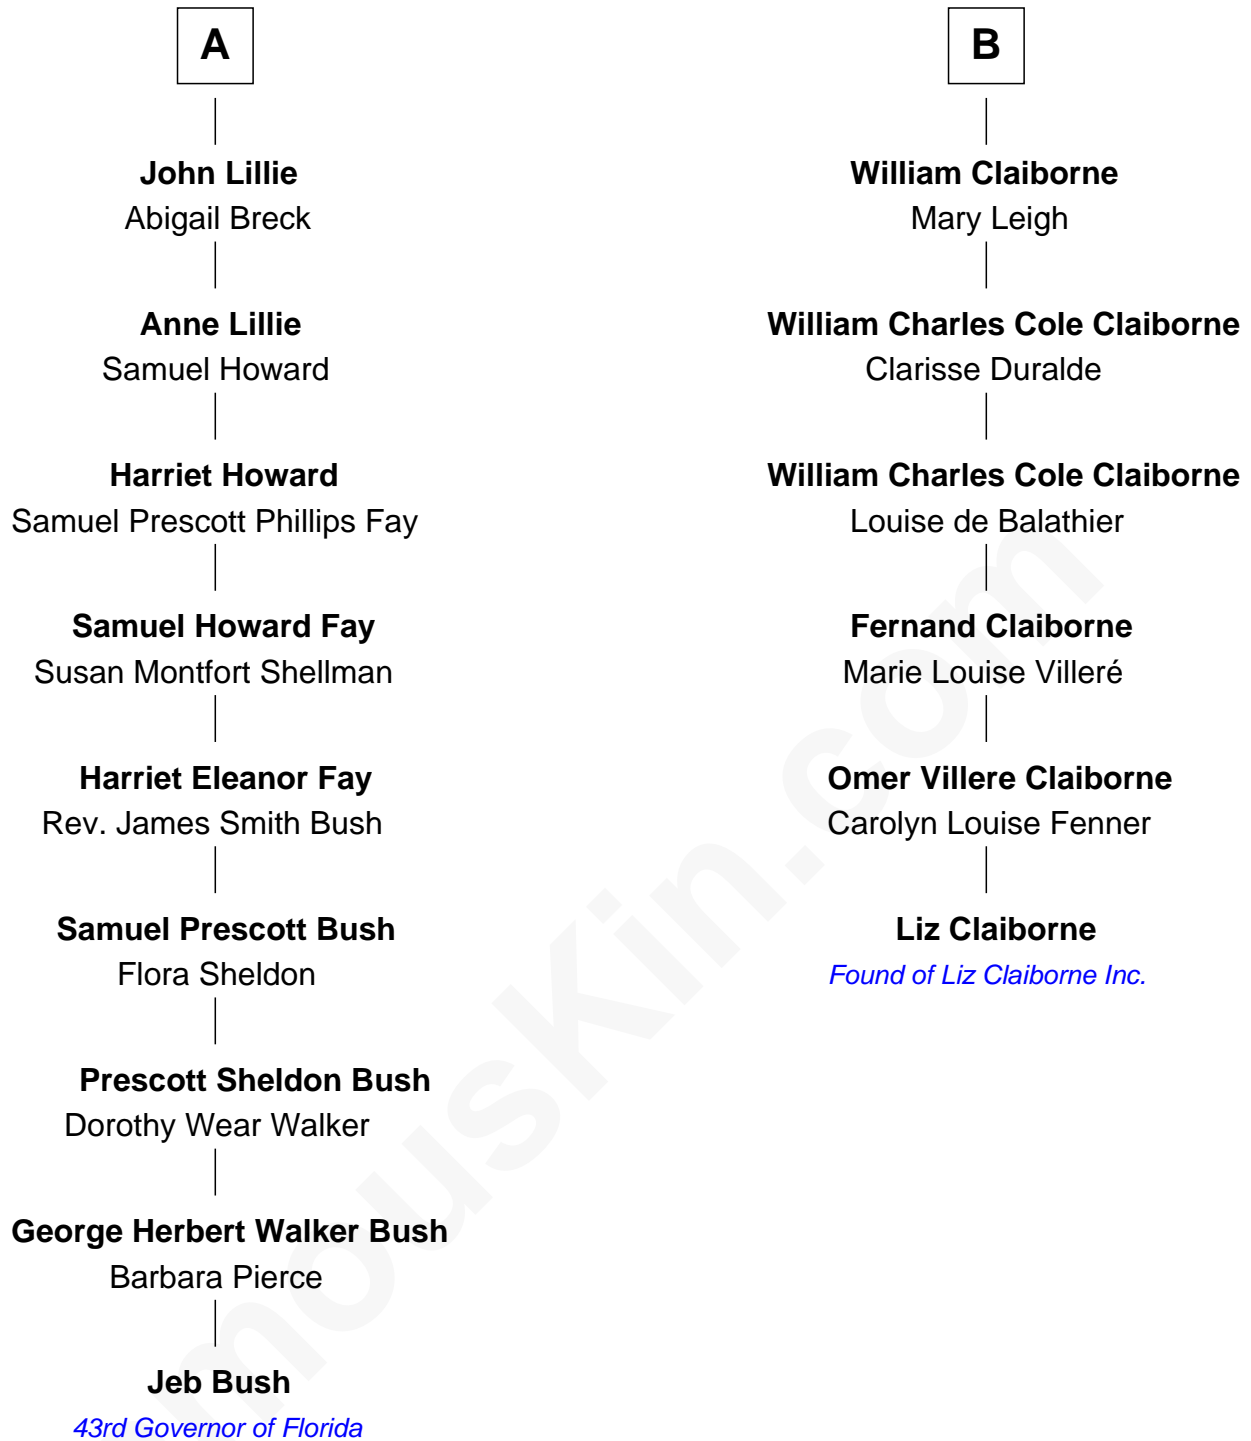 A
John Lillie
Abigail Breck
Anne Lillie
Samuel Howard
Harriet Howard
Samuel Prescott Phillips Fay
Samuel Howard Fay
Susan Montfort Shellman
Harriet Eleanor Fay
Rev. James Smith Bush
Samuel Prescott Bush
Flora Sheldon
Prescott Sheldon Bush
Dorothy Wear Walker
George Herbert Walker Bush
Barbara Pierce
Jeb Bush
43rd Governor of Florida
B
William Claiborne
Mary Leigh
William Charles Cole Claiborne
Clarisse Duralde
William Charles Cole Claiborne
Louise de Balathier
Fernand Claiborne
Marie Louise Villeré
Omer Villere Claiborne
Carolyn Louise Fenner
Liz Claiborne
Found of Liz Claiborne Inc.
mousKin.com